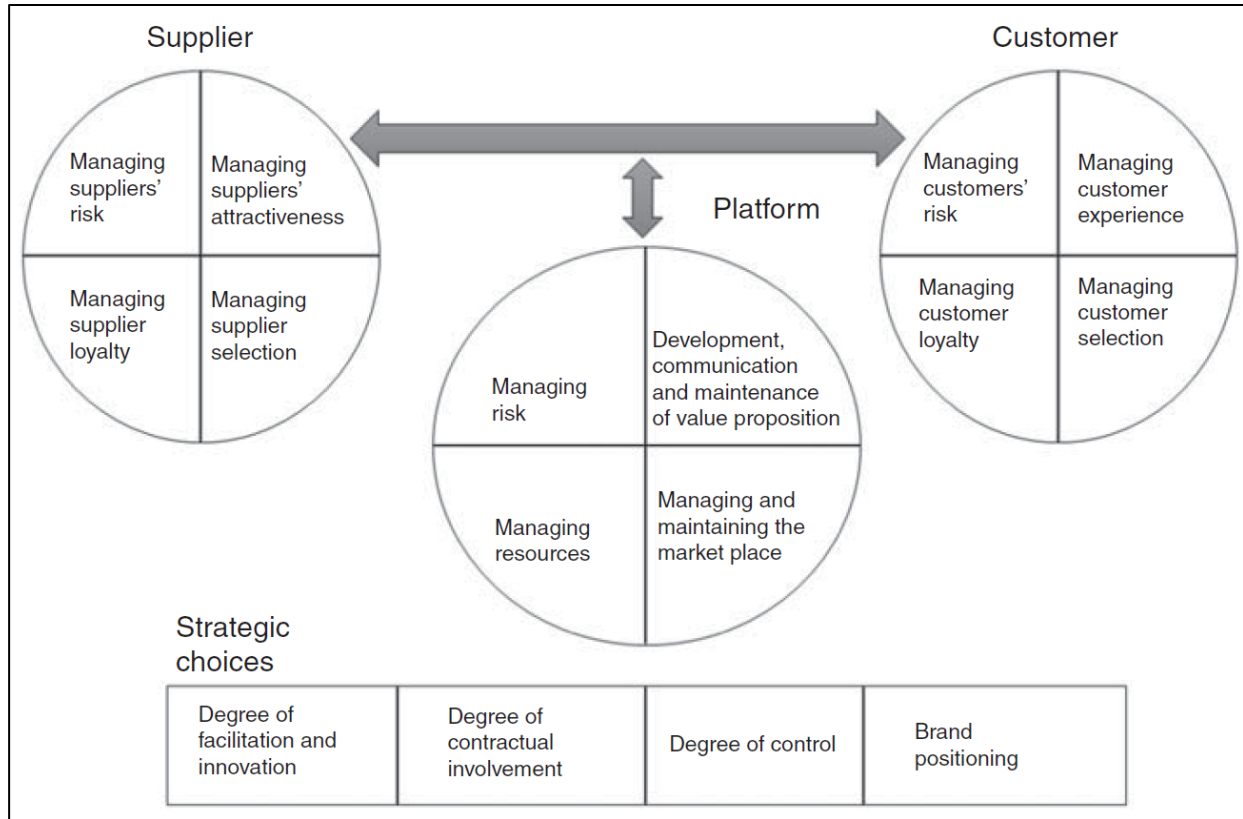 Supplier
Customer
Managing
suppliers’
risk
Managing
suppliers’
attractiveness
Managing
supplier
loyalty
Managing
supplier
selection
Platform
Managing
customers’
risk
Managing
customer
experience
Managing
customer
loyalty
Managing
customer
selection
Managing
risk
Development,
communication
and maintenance
of value proposition
Managing
resources
Managing and
maintaining the
market place
Strategic
choices
Degree of
facilitation and
innovation
Degree of
contractual
involvement
Degree of control
Brand
positioning